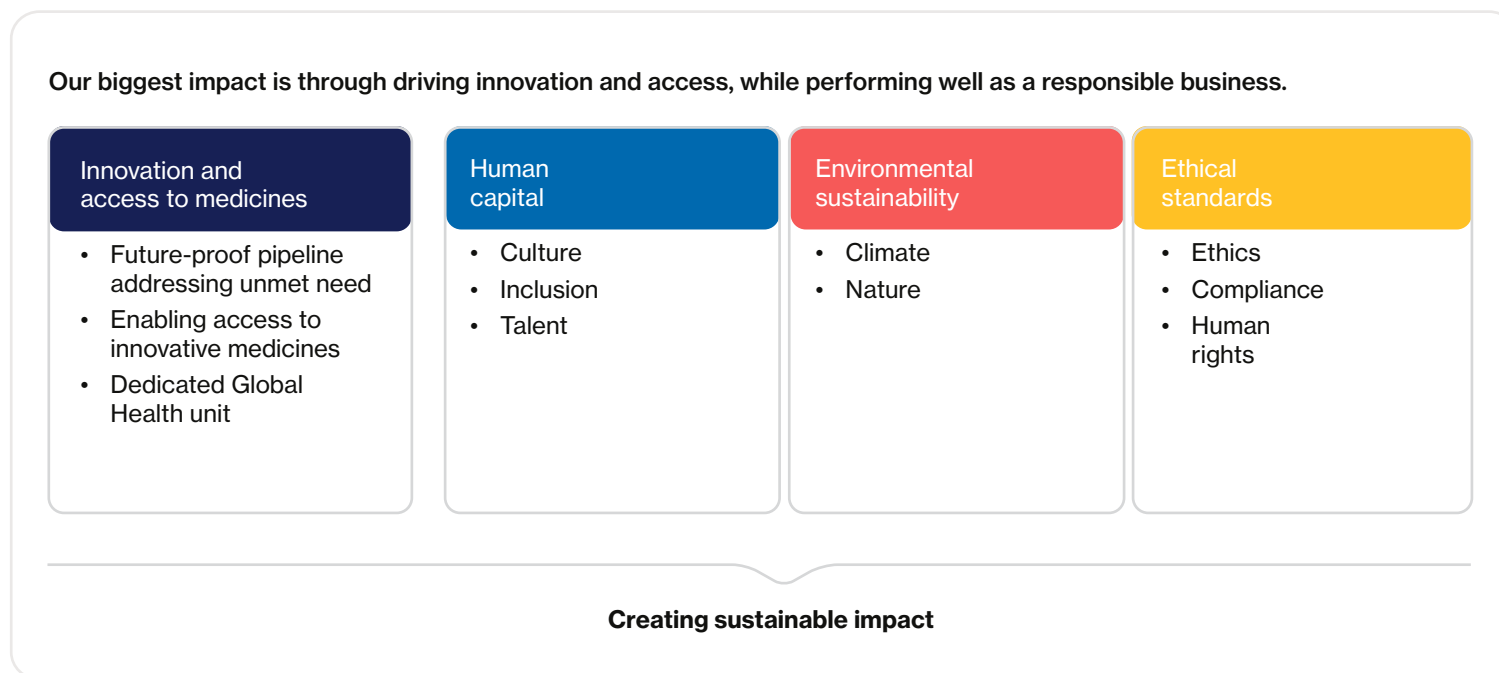 Our biggest impact is through driving innovation and access, while performing well as a responsible business.
Innovation and
access to medicines
• Future-proof pipeline
addressing unmet need
• Enabling access to
innovative medicines
• Dedicated Global
Health unit
Human
capital
• Culture
• Inclusion
• Talent
Environmental
sustainability
• Climate
• Nature
Ethical
standards
• Ethics
• Compliance
• Human
rights
Creating sustainable impact